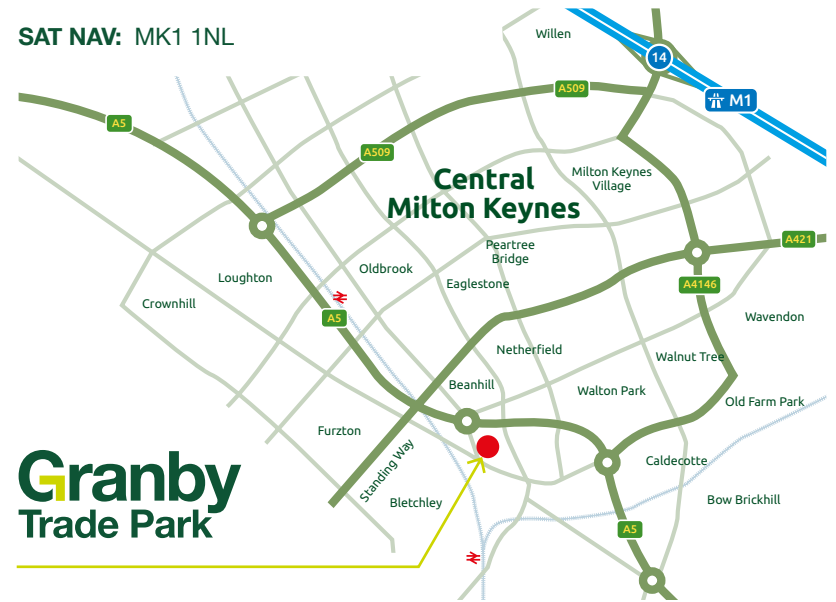 SAT NAV: MK1 1NL
Willen
14
M1
A509
A5
A509
Central
Milton Keynes
Milton Keynes
Village
A421
Peartree
Bridge
Oldbrook
Loughton
Eaglestone
A4146
Crownhill
A5
Wavendon
Netherfield
Walnut Tree
Beanhill
Walton Park
Old Farm Park
Furzton
Standing Way
Caldecotte
Granby
Trade Park
Bletchley
Bow Brickhill
A5